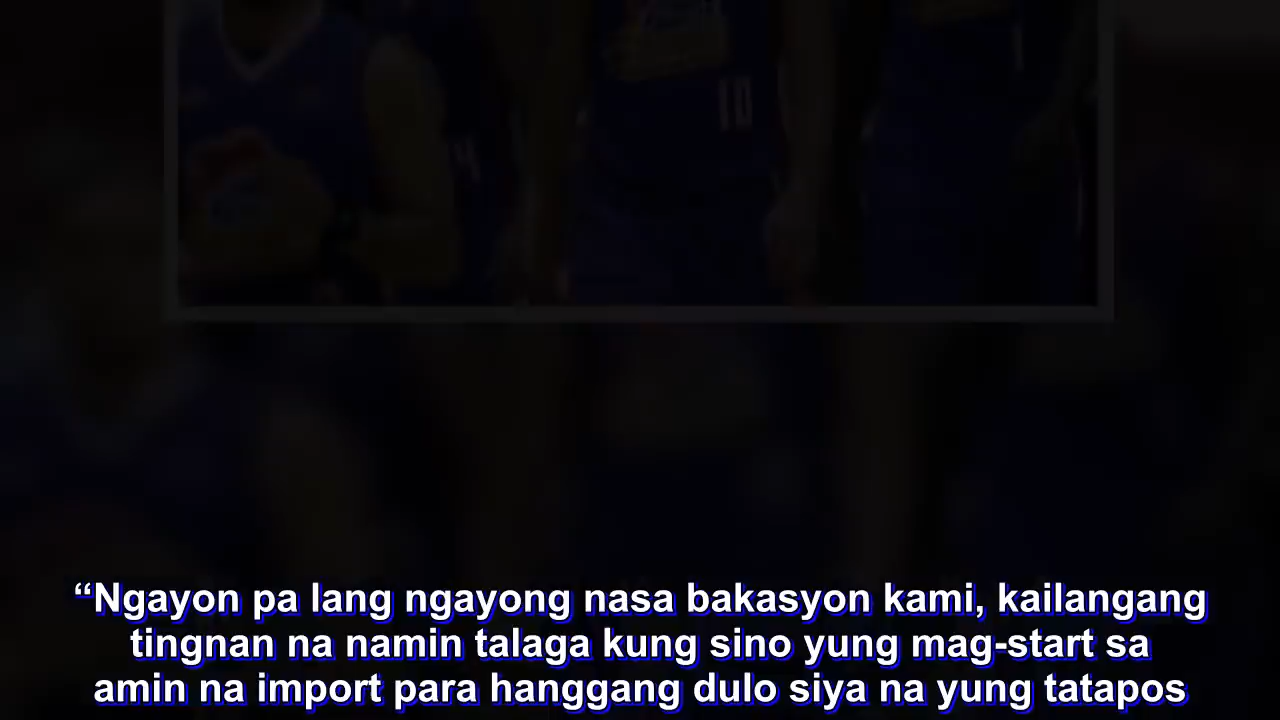 10
“Ngayon pa lang ngayong nasa bakasyon kami, kailangang
tingnan na namin talaga kung sino yung mag-start sa
amin na import para hanggang dulo siya na yung tatapos